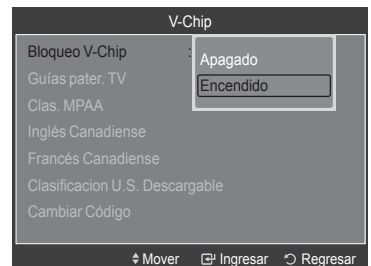 V-Chip
Bloqueo V-Chip : Apagado
Encendido
Guías pater. TV
Clas. MPAA
Inglés Canadiense
Francés Canadiense
Clasificacion U.S. Descargable
Cambiar Código
Mover Ingresar Regresar